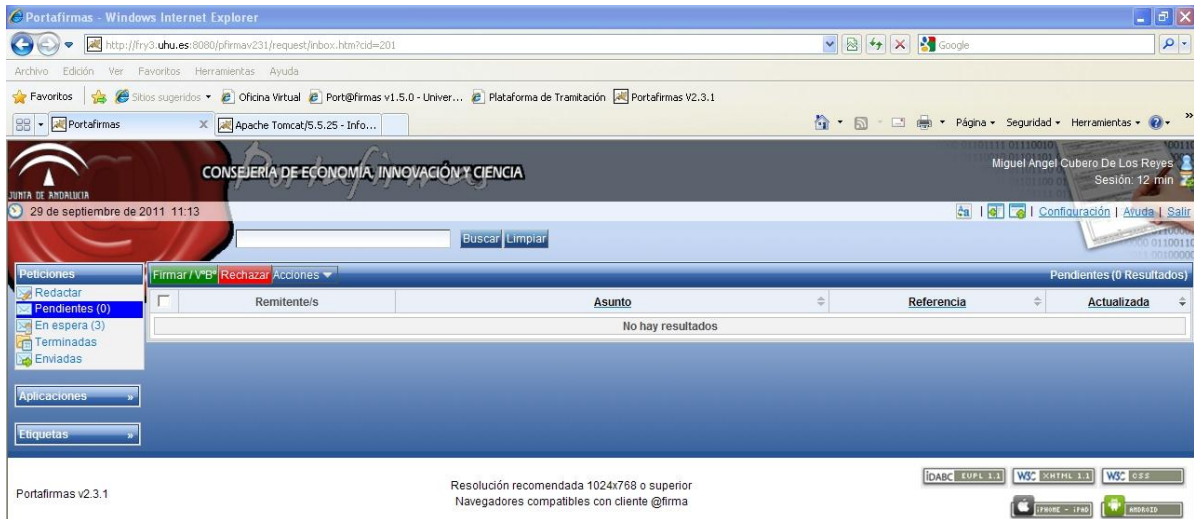 Portafirmas - Windows Internet Explorer
http://fry3.uhu.es:8080/pfirmav231/request/inbox.htm?cid=201
Google
Archivo Edición Ver Favoritos Herramientas Ayuda
Favoritos Sitios sugeridos Oficina Virtual Port@firmas v1.5.0 - Univer... Plataforma de Tramitación Portafirmas V2.3.1
Portafirmas Apache Tomcat/5.5.25 - Info... Página Seguridad Herramientas »
JUNTA DE ANDALUCIA
Portafirmas
CONSEJERÍA DE ECONOMÍA, INNOVACIÓN Y CIENCIA
Miguel Angel Cubero De Los Reyes
Sesión: 12 min
29 de septiembre de 2011 11:13
Configuración | Ayuda | Salir
Buscar Limpiar
Peticiones
Redactar
Pendientes (0)
En espera (3)
Terminadas
Enviadas
Aplicaciones »
Etiquetas »
Firmar / VºBº Rechazar Acciones Pendientes (0 Resultados)
Remitente/s Asunto Referencia Actualizada
No hay resultados
Portafirmas v2.3.1
Resolución recomendada 1024x768 o superior
Navegadores compatibles con cliente @firma
IDABC EUPL 1.1 W3C XHTML 1.1 W3C CSS
IPHONE - IPAD ANDROID